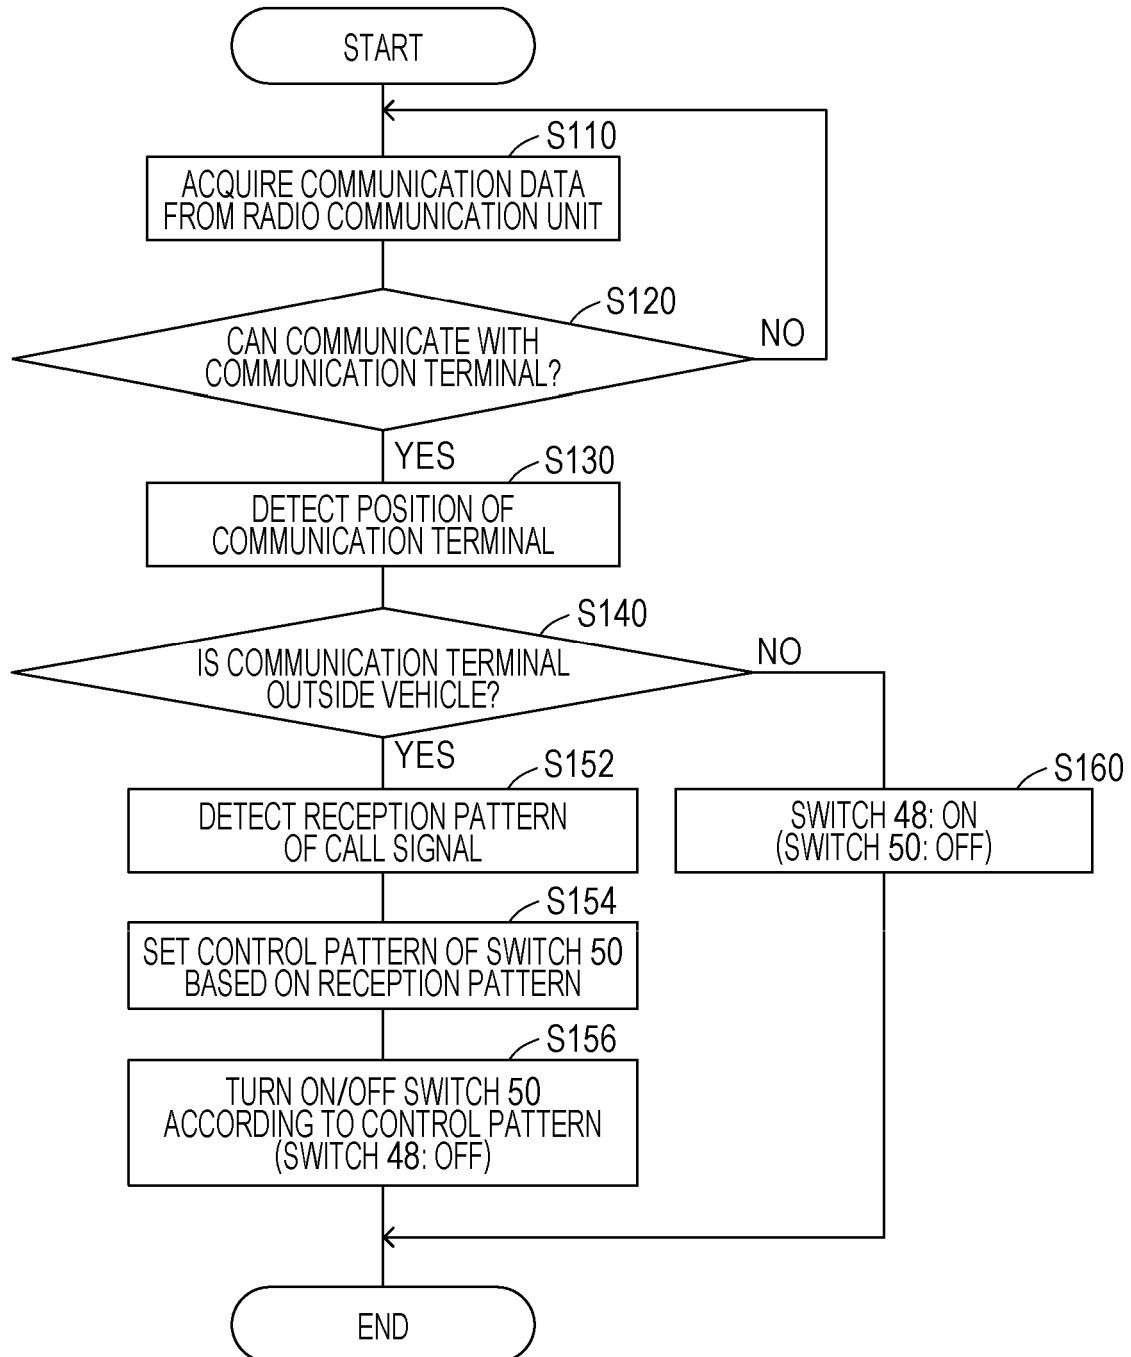 START
S110
ACQUIRE COMMUNICATION DATA
FROM RADIO COMMUNICATION UNIT
S120
CAN COMMUNICATE WITH
COMMUNICATION TERMINAL?
NO
YES
S130
DETECT POSITION OF
COMMUNICATION TERMINAL
S140
IS COMMUNICATION TERMINAL
OUTSIDE VEHICLE?
NO
YES
S152
DETECT RECEPTION PATTERN
OF CALL SIGNAL
S160
SWITCH 48: ON
(SWITCH 50: OFF)
S154
SET CONTROL PATTERN OF SWITCH 50
BASED ON RECEPTION PATTERN
S156
TURN ON/OFF SWITCH 50
ACCORDING TO CONTROL PATTERN
(SWITCH 48: OFF)
END